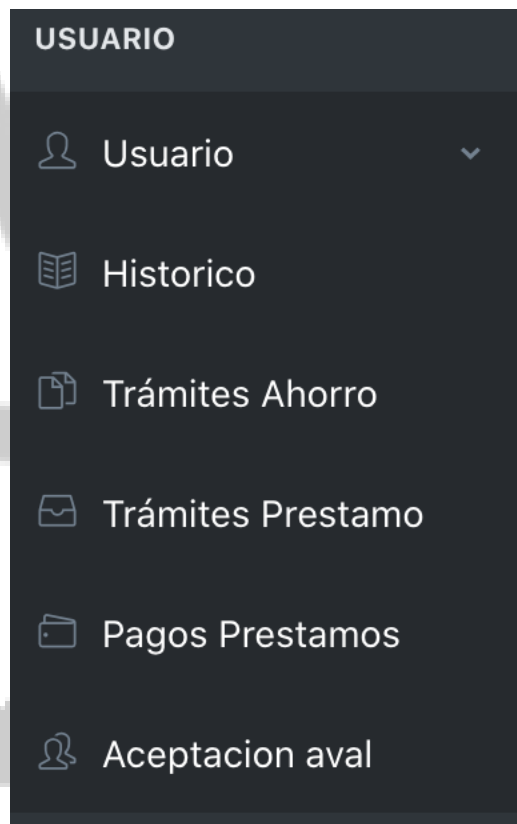 USUARIO
Usuario
Historico
Trámites Ahorro
Trámites Prestamo
Pagos Prestamos
Aceptacion aval